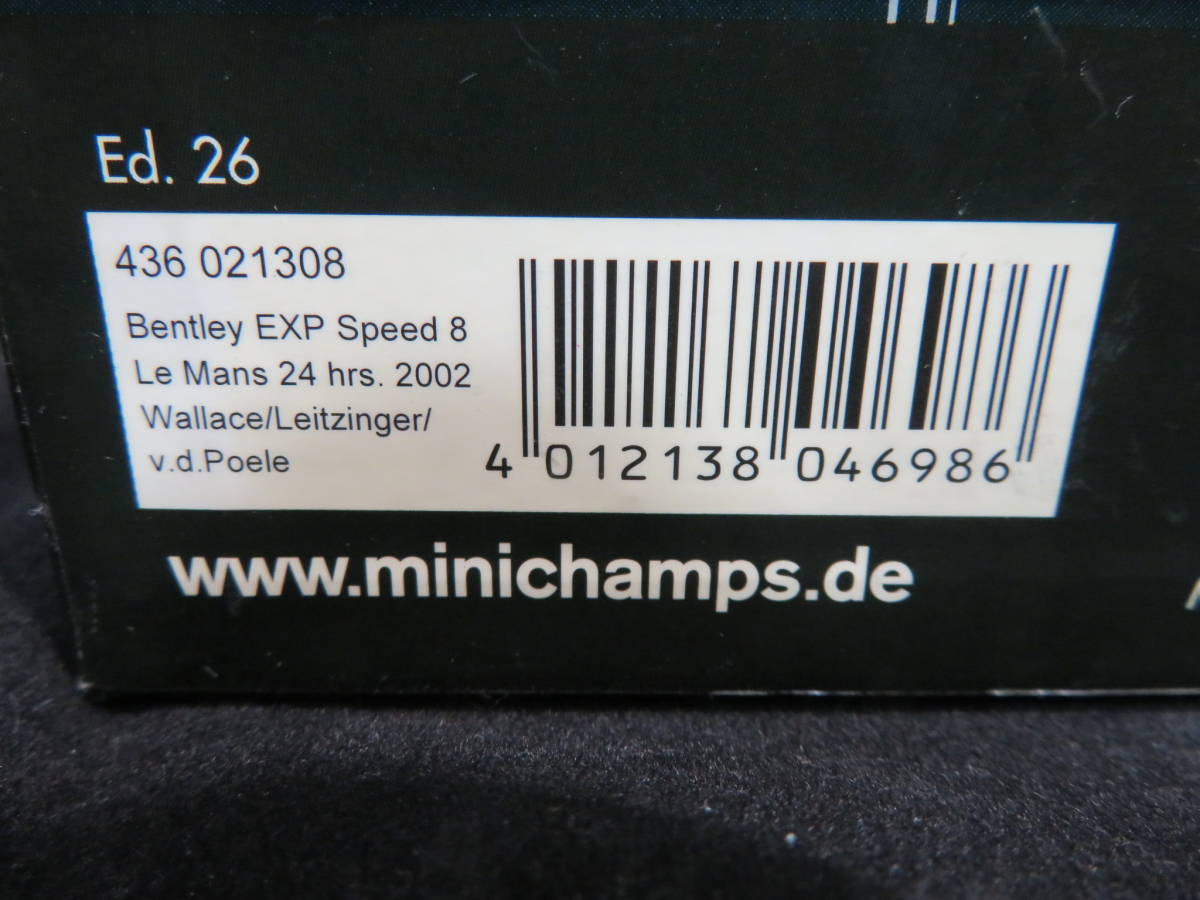 Ed. 26
436 021308
Bentley EXP Speed 8
Le Mans 24 hrs. 2002
Wallace/Leitzinger/
v.d.Poele
4 012138 046986
www.minichamps.de